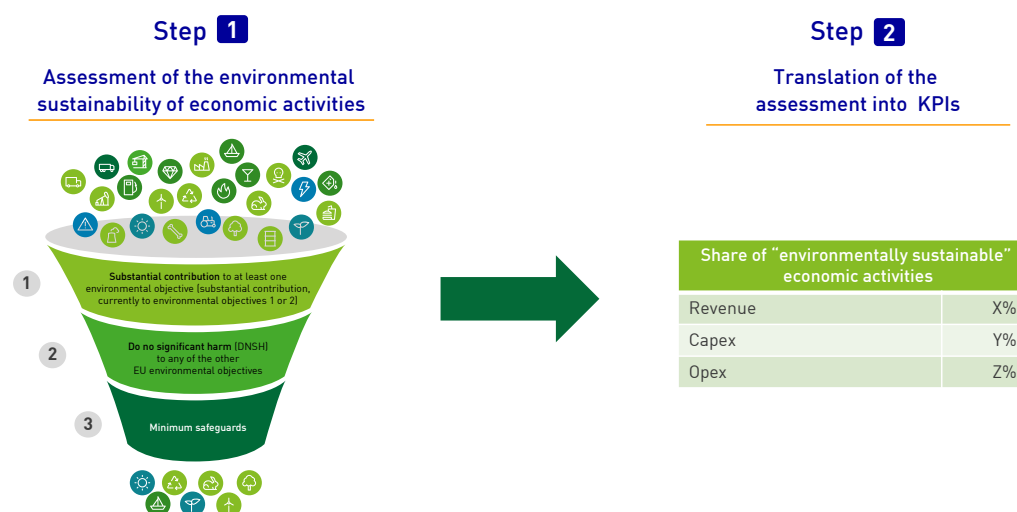 Step 1
Assessment of the environmental
sustainability of economic activities
1
Substantial contribution to at least one
environmental objective (substantial contribution,
currently to environmental objectives 1 or 2)
2
Do no significant harm (DNSH)
to any of the other
EU environmental objectives
3
Minimum safeguards
Step 2
Translation of the
assessment into KPIs
Share of “environmentally sustainable”
economic activities
Revenue X%
Capex Y%
Opex Z%